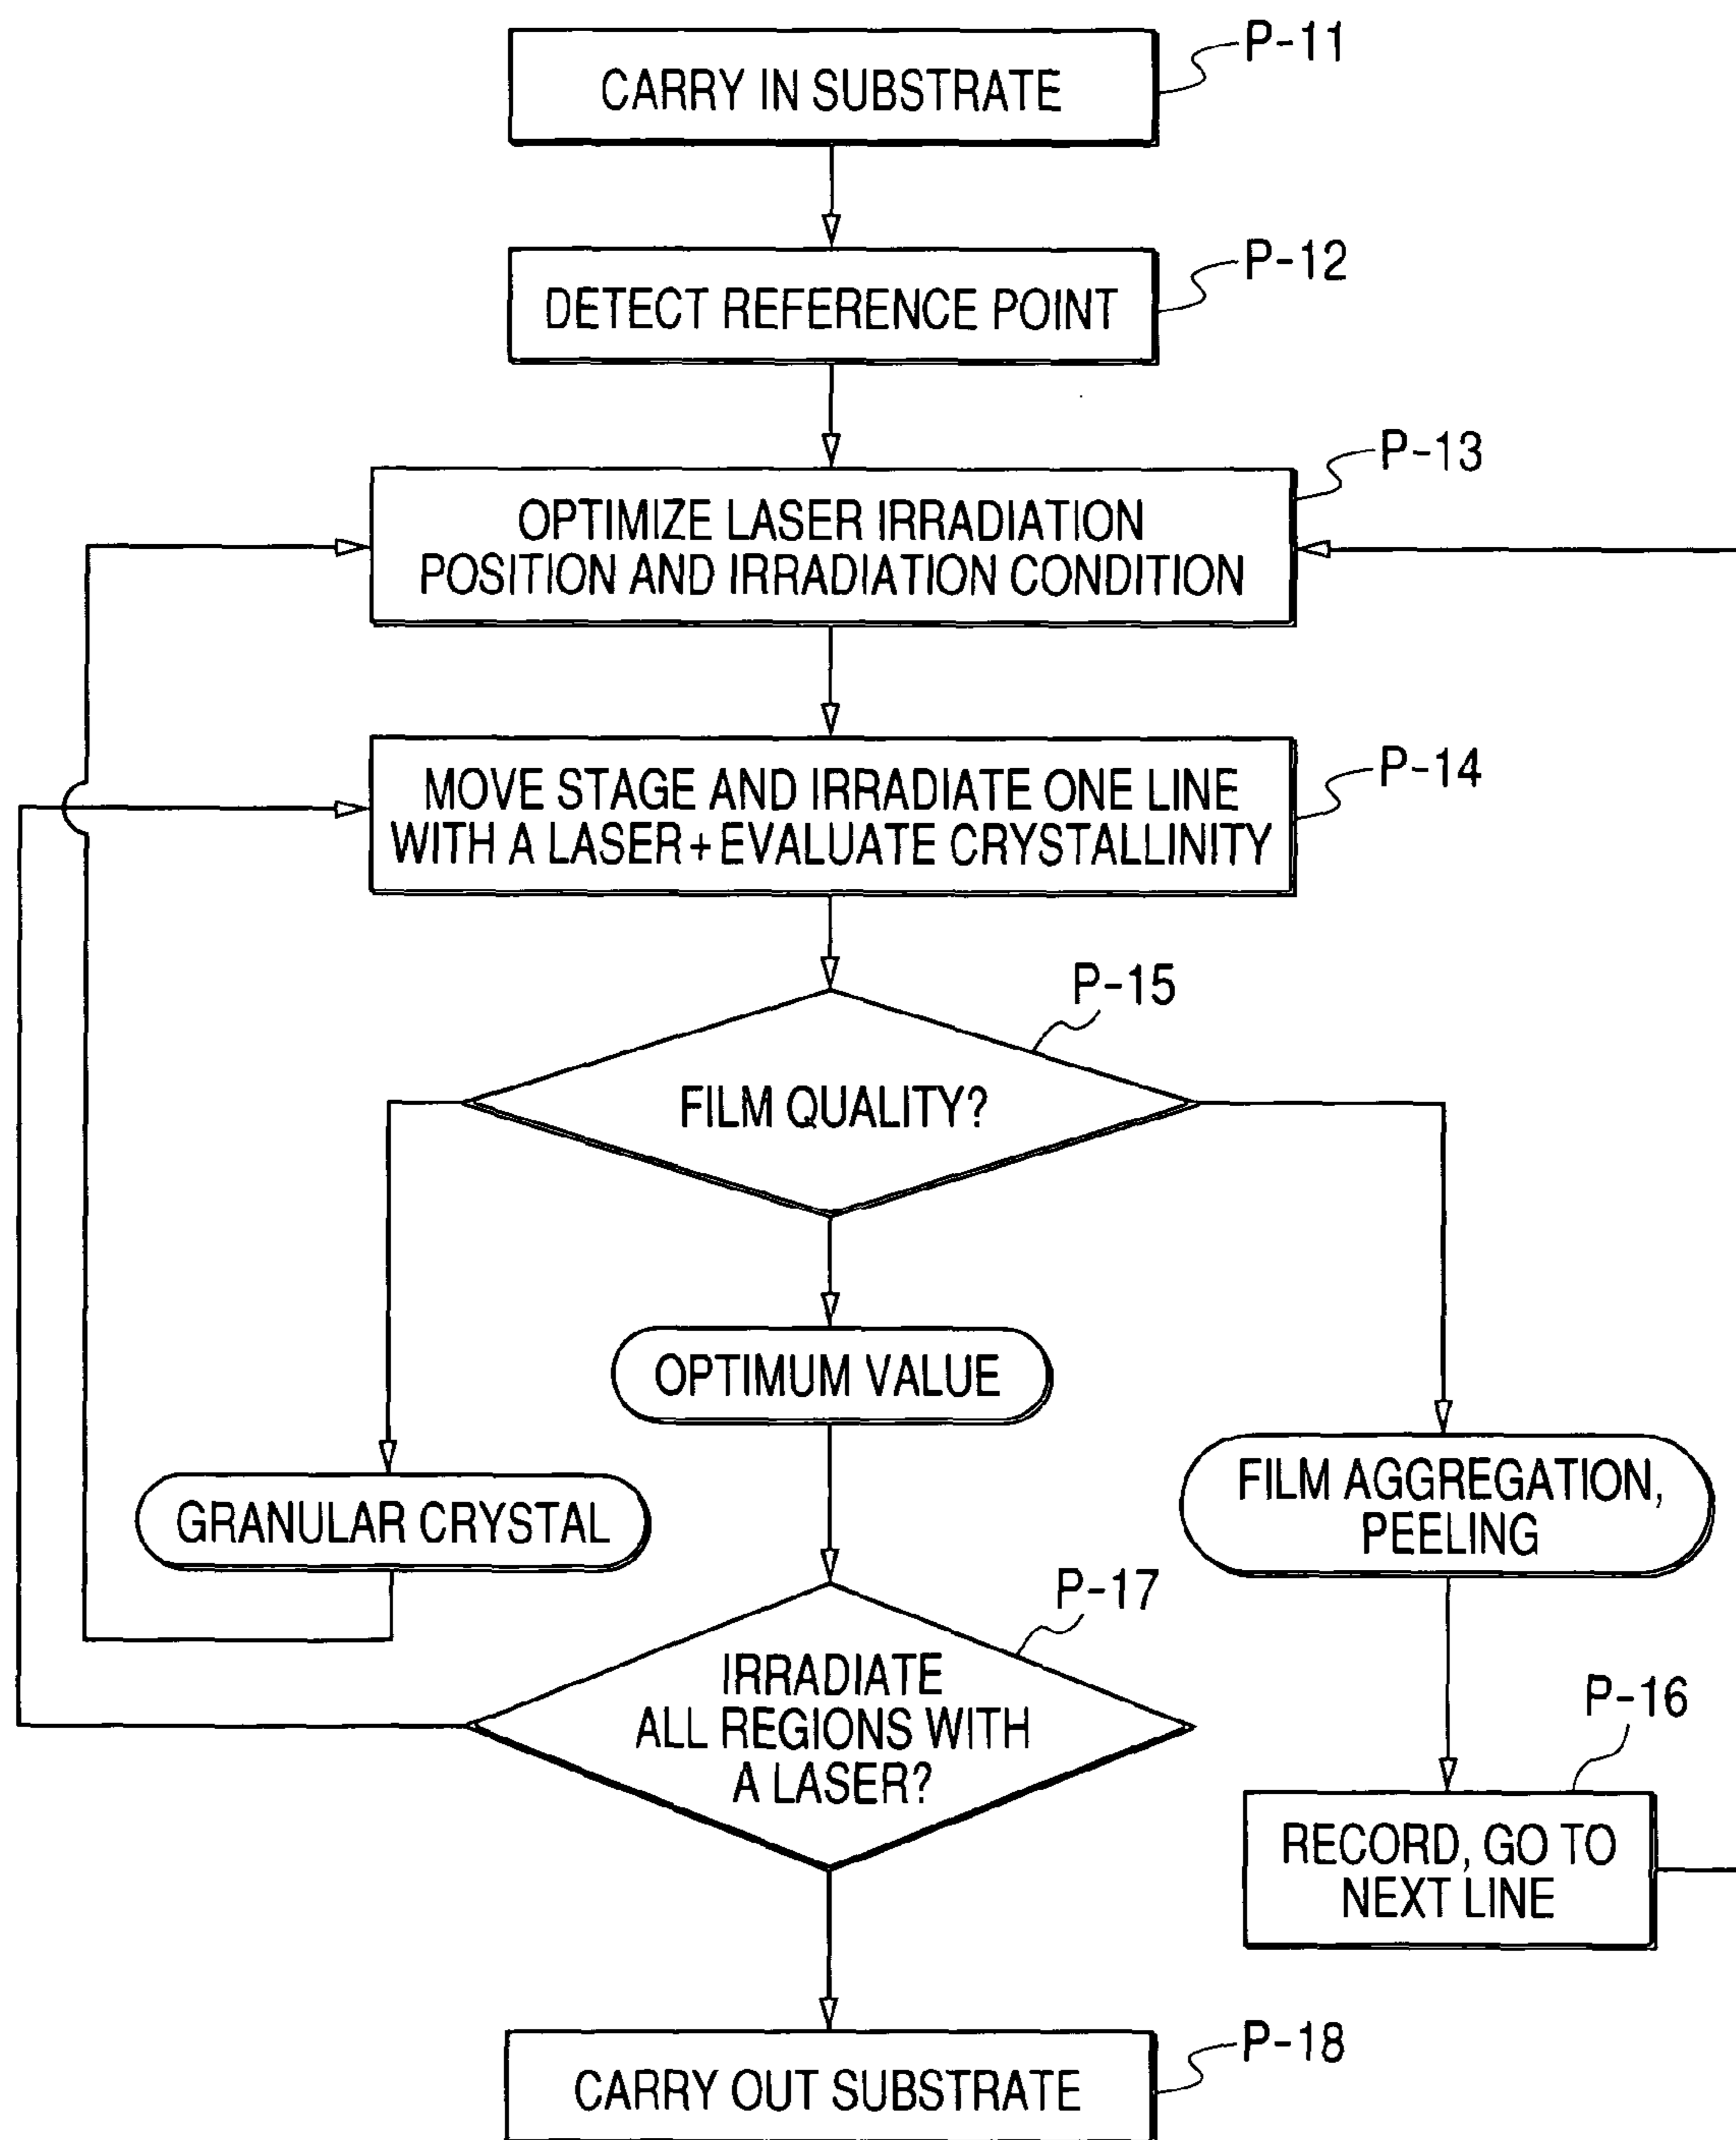 P-11
CARRY IN SUBSTRATE
P-12
DETECT REFERENCE POINT
P-13
OPTIMIZE LASER IRRADIATION
POSITION AND IRRADIATION CONDITION
P-14
MOVE STAGE AND IRRADIATE ONE LINE
WITH A LASER+EVALUATE CRYSTALLINITY
P-15
FILM QUALITY?
OPTIMUM VALUE
GRANULAR CRYSTAL
FILM AGGREGATION,
PEELING
P-17
IRRADIATE
ALL REGIONS WITH
A LASER?
P-16
RECORD, GO TO
NEXT LINE
P-18
CARRY OUT SUBSTRATE